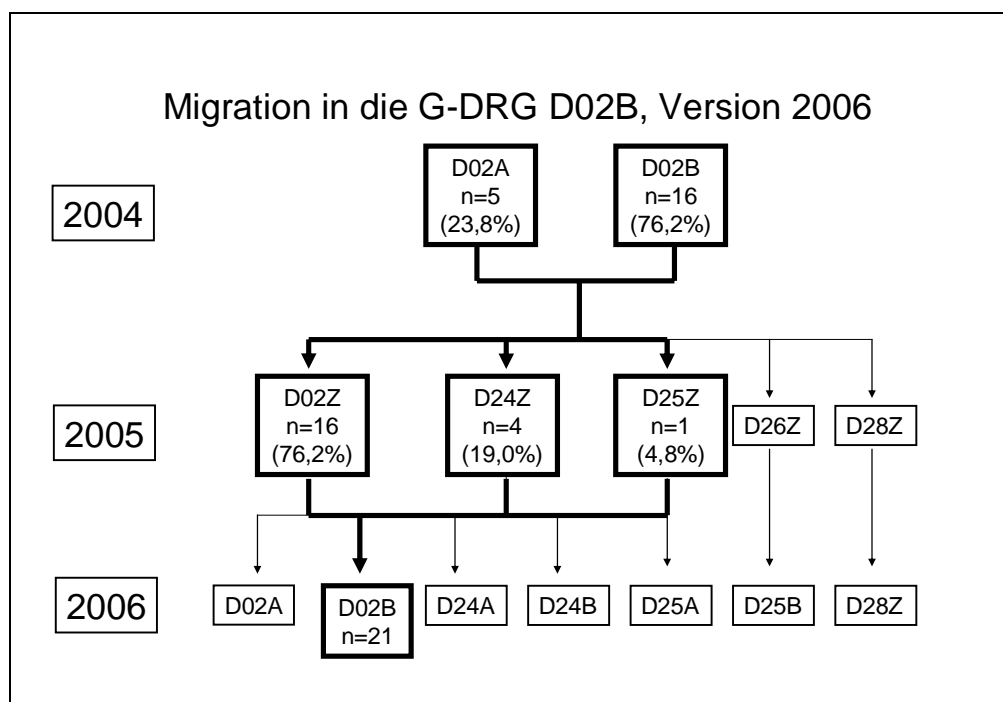 Migration in die G-DRG D02B, Version 2006
2004
D02A
n=5
(23,8%)
D02B
n=16
(76,2%)
2005
D02Z
n=16
(76,2%)
D24Z
n=4
(19,0%)
D25Z
n=1
(4,8%)
D26Z
D28Z
2006
D02A
D02B
n=21
D24A
D24B
D25A
D25B
D28Z